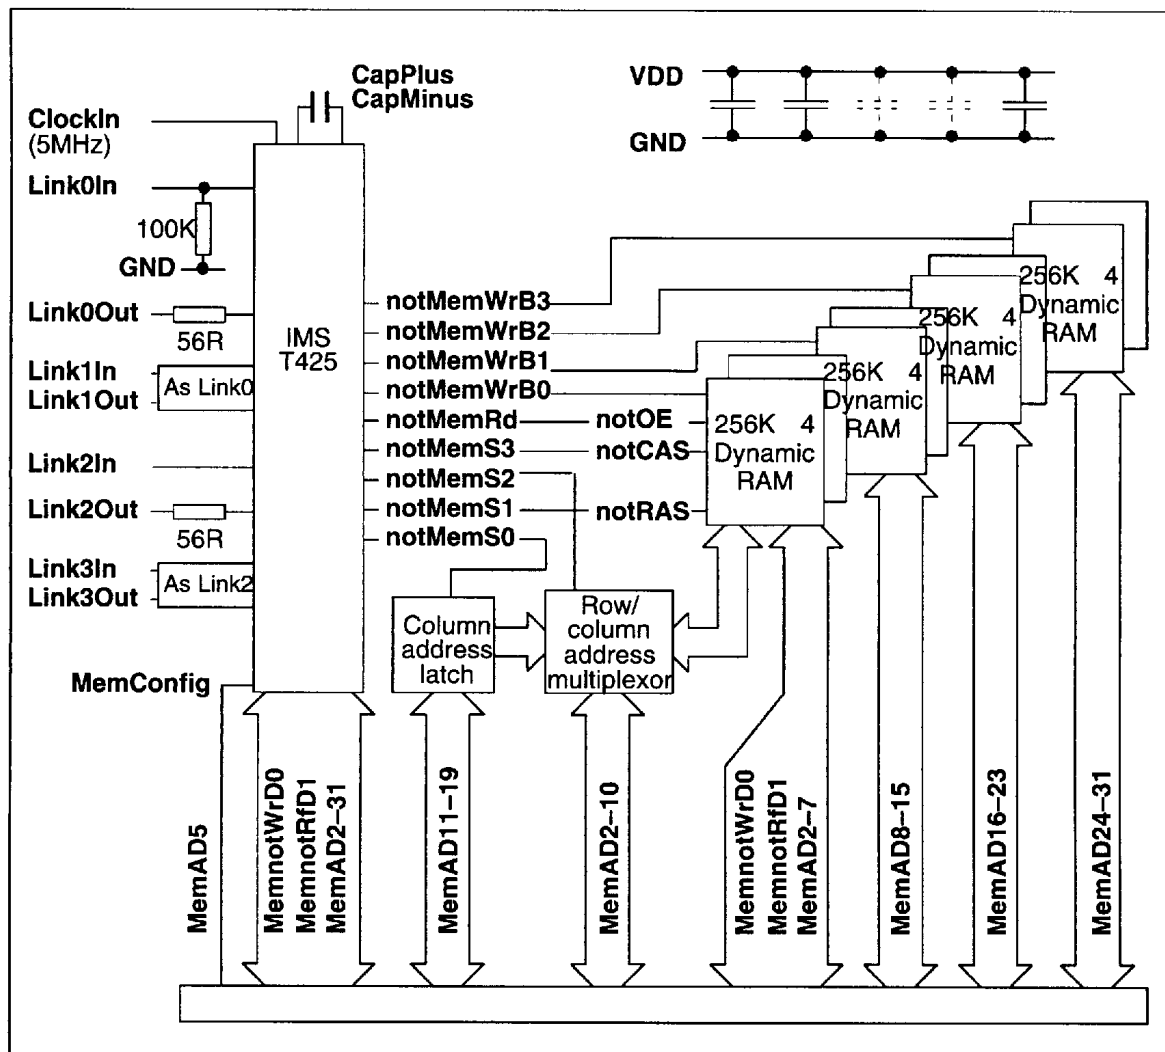 CapPlus
CapMinus
VDD
GND
ClockIn
(5MHz)
Link0In
100K
GND
Link0Out
56R
Link1In
Link1Out
As Link0
Link2In
Link2Out
56R
Link3In
Link3Out
As Link2
MemConfig
IMS
T425
notMemWrB3
notMemWrB2
notMemWrB1
notMemWrB0
notMemRd
notMemS3
notMemS2
notMemS1
notMemS0
notOE
notCAS
notRAS
256K 4
Dynamic
RAM
256K 4
Dynamic
RAM
256K 4
Dynamic
RAM
256K 4
Dynamic
RAM
Column
address
latch
Row/
column
address
multiplexor
MemAD5
MemnotWrD0
MemnotRfD1
MemAD2–31
MemAD11–19
MemAD2–10
MemnotWrD0
MemnotRfD1
MemAD2–7
MemAD8–15
MemAD16–23
MemAD24–31